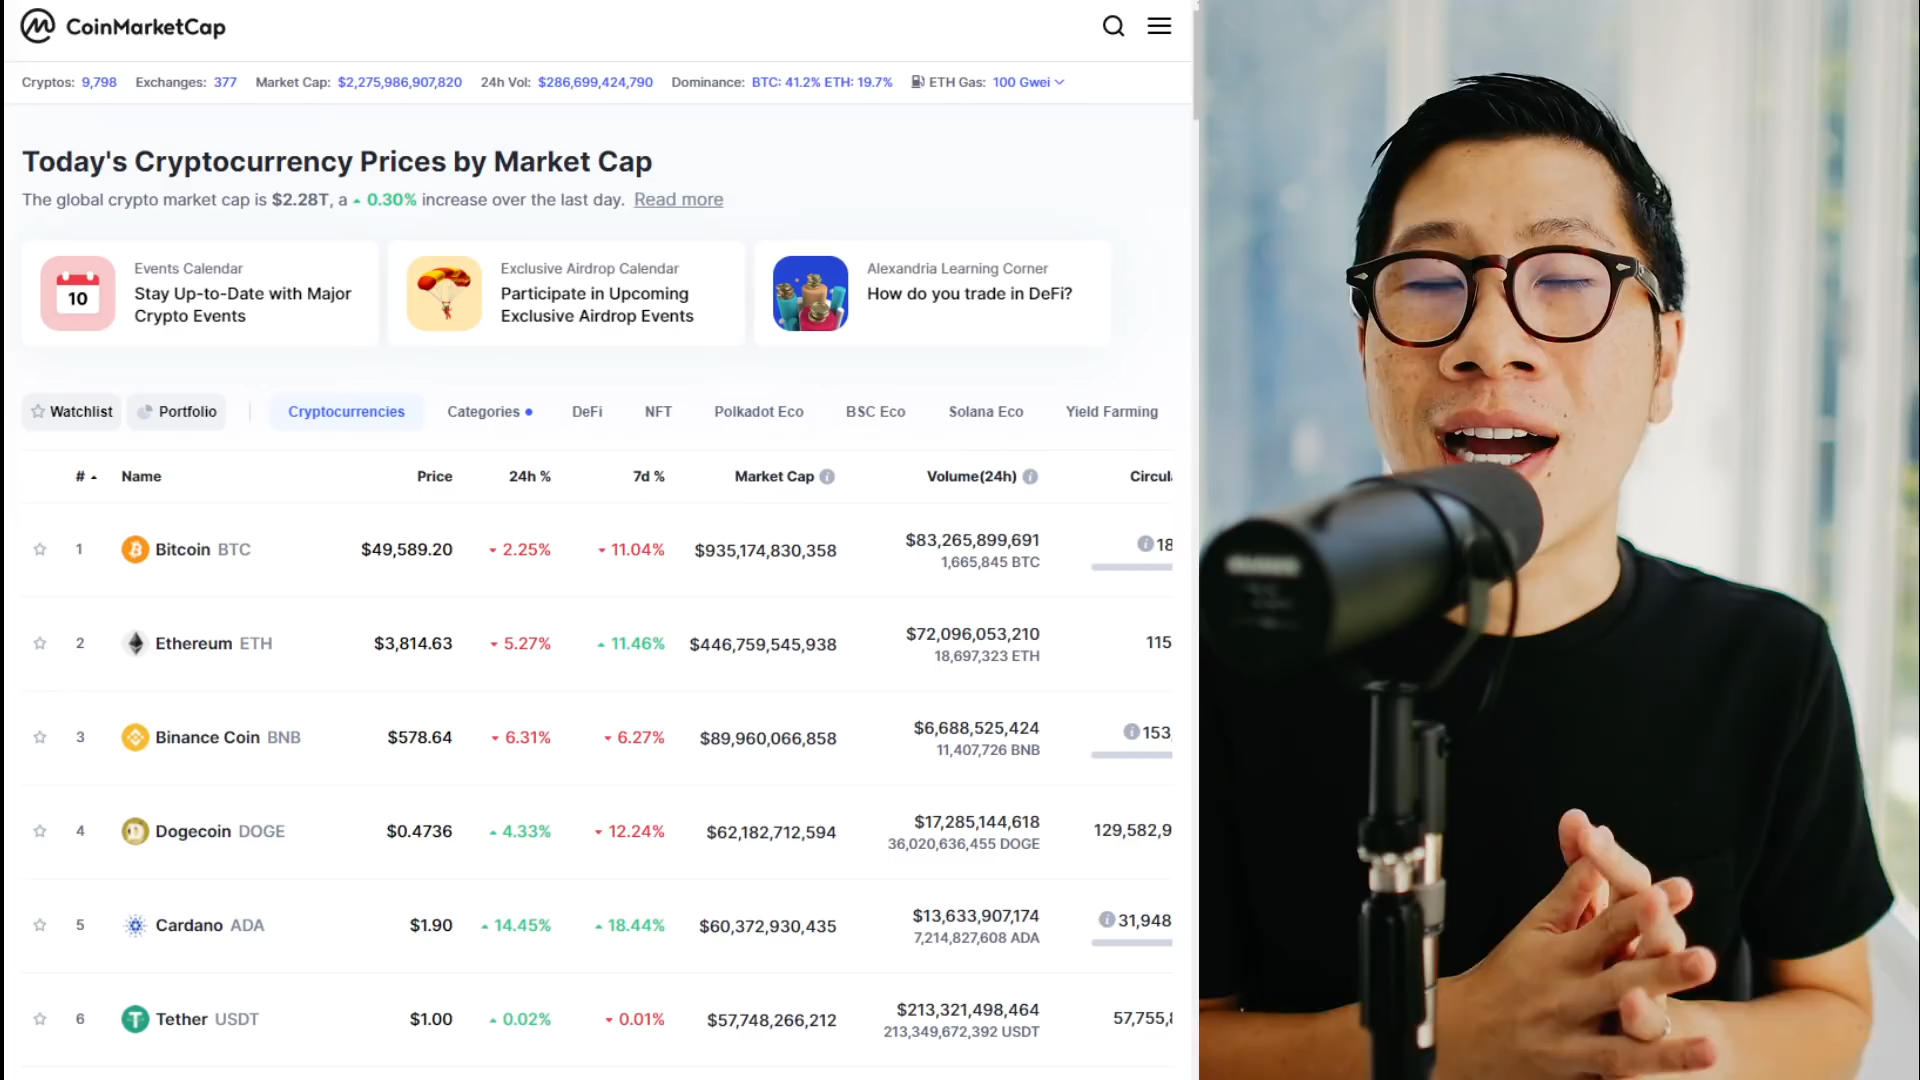 CoinMarketCap
Cryptos: 9,798 Exchanges: 377 Market Cap: $2,275,986,907,820 24h Vol: $286,699,424,790 Dominance: BTC: 41.2% ETH: 19.7% ETH Gas: 100 Gwei
Today's Cryptocurrency Prices by Market Cap
The global crypto market cap is $2.28T, a 0.30% increase over the last day. Read more
10
Events Calendar
Stay Up-to-Date with Major
Crypto Events
Exclusive Airdrop Calendar
Participate in Upcoming
Exclusive Airdrop Events
Alexandria Learning Corner
How do you trade in DeFi?
Watchlist Portfolio Cryptocurrencies Categories DeFi NFT Polkadot Eco BSC Eco Solana Eco Yield Farming
# Name Price 24h % 7d % Market Cap Volume(24h) Circul
1 Bitcoin BTC $49,589.20 2.25% 11.04% $935,174,830,358 $83,265,899,691 18
1,665,845 BTC
2 Ethereum ETH $3,814.63 5.27% 11.46% $446,759,545,938 $72,096,053,210 115
18,697,323 ETH
3 Binance Coin BNB $578.64 6.31% 6.27% $89,960,066,858 $6,688,525,424 153,
11,407,726 BNB
4 Dogecoin DOGE $0.4736 4.33% 12.24% $62,182,712,594 $17,285,144,618 129,582,9
36,020,636,455 DOGE
5 Cardano ADA $1.90 14.45% 18.44% $60,372,930,435 $13,633,907,174 31,948
7,214,827,608 ADA
6 Tether USDT $1.00 0.02% 0.01% $57,748,266,212 $213,321,498,464 57,755,
213,349,672,392 USDT